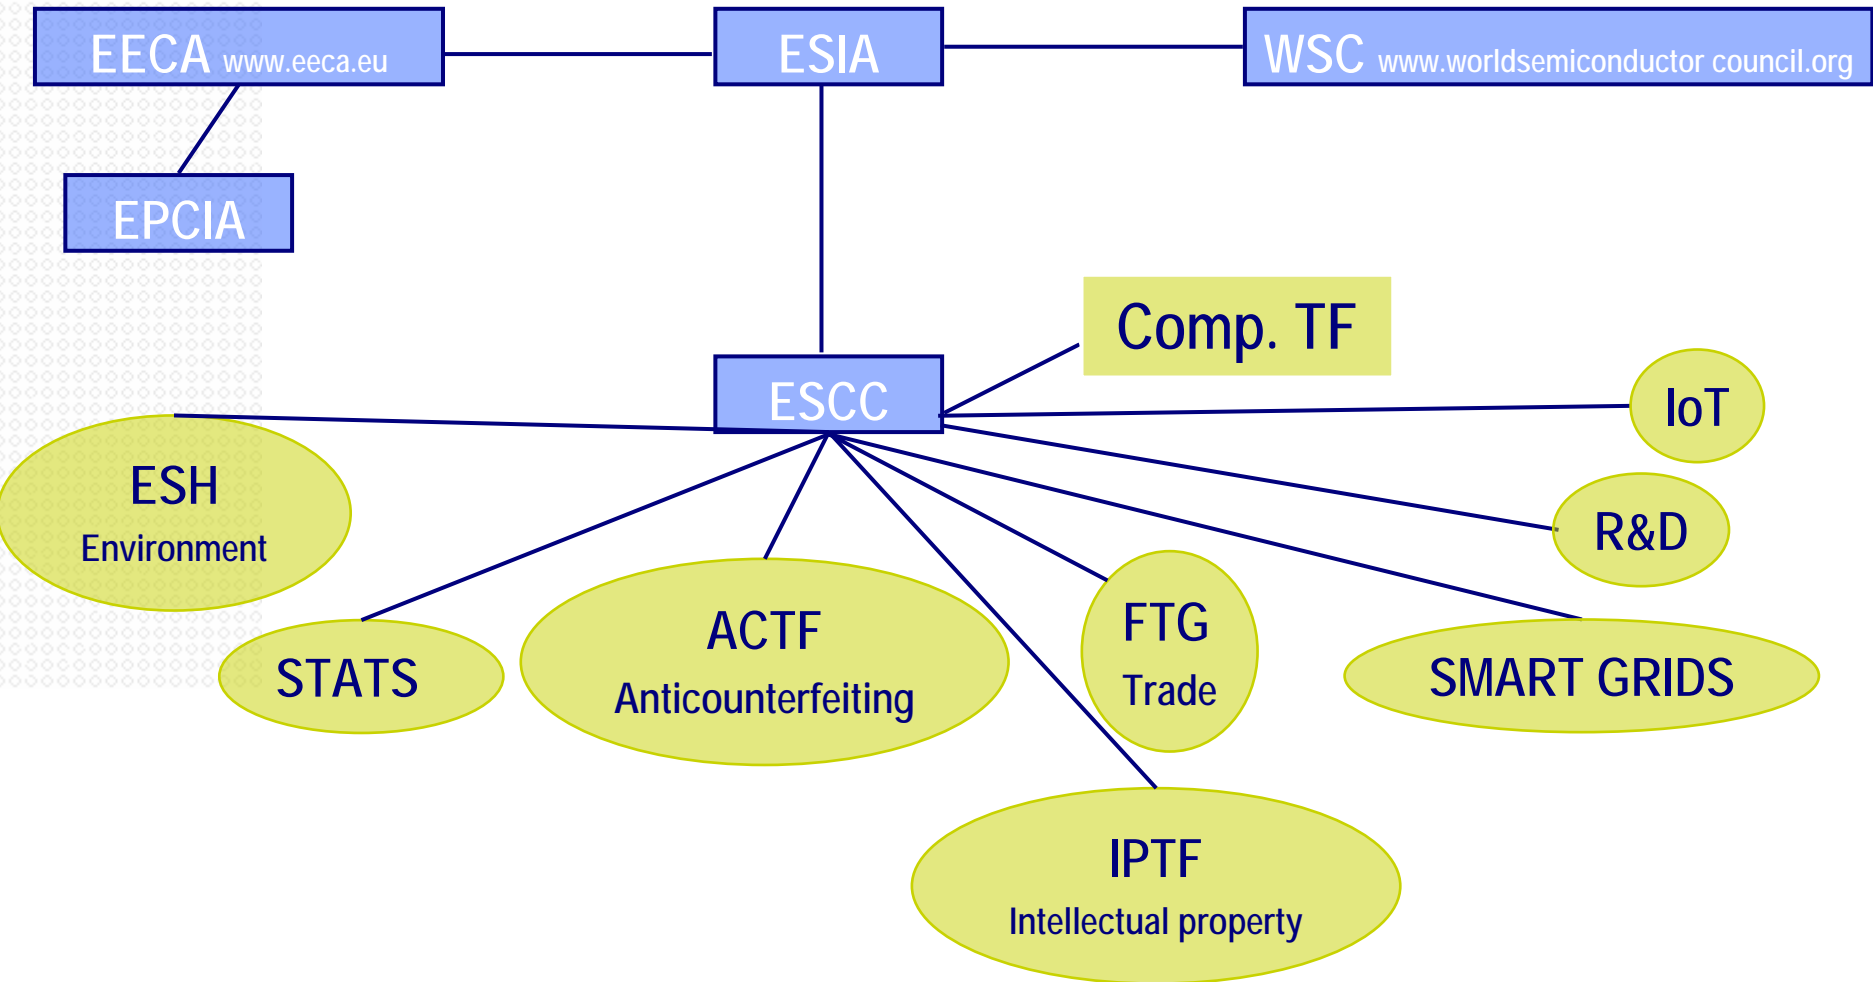 EECA www.eeca.eu
ESIA
WSC www.worldsemiconductor council.org
EPCIA
Comp. TF
ESCC
IoT
ESH
Environment
R&D
STATS
ACTF
Anticounterfeiting
FTG
Trade
SMART GRIDS
IPTF
Intellectual property